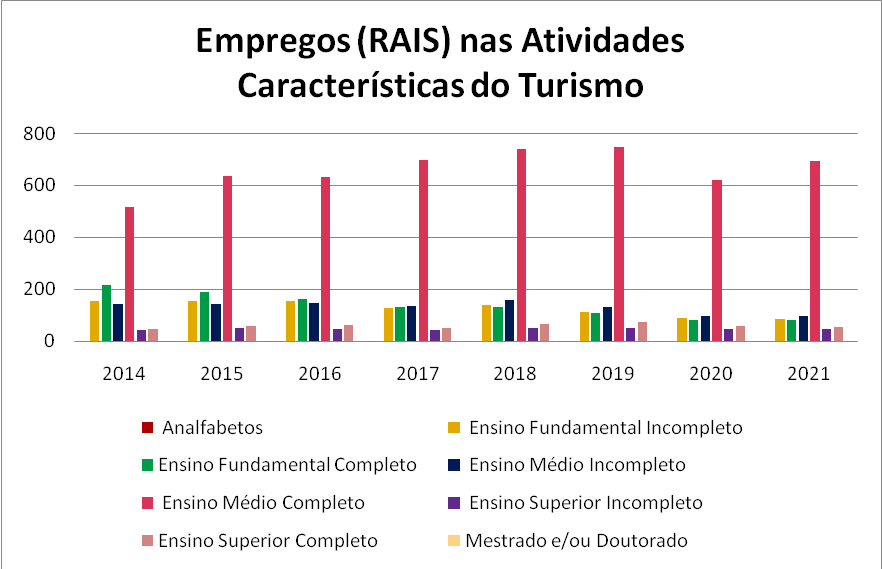 Empregos (RAIS) nas Atividades
Características do Turismo
800
600
400
200
0
2014 2015 2016 2017 2018 2019 2020 2021
Analfabetos Ensino Fundamental Incompleto
Ensino Fundamental Completo Ensino Médio Incompleto
Ensino Médio Completo Ensino Superior Incompleto
Ensino Superior Completo Mestrado e/ou Doutorado